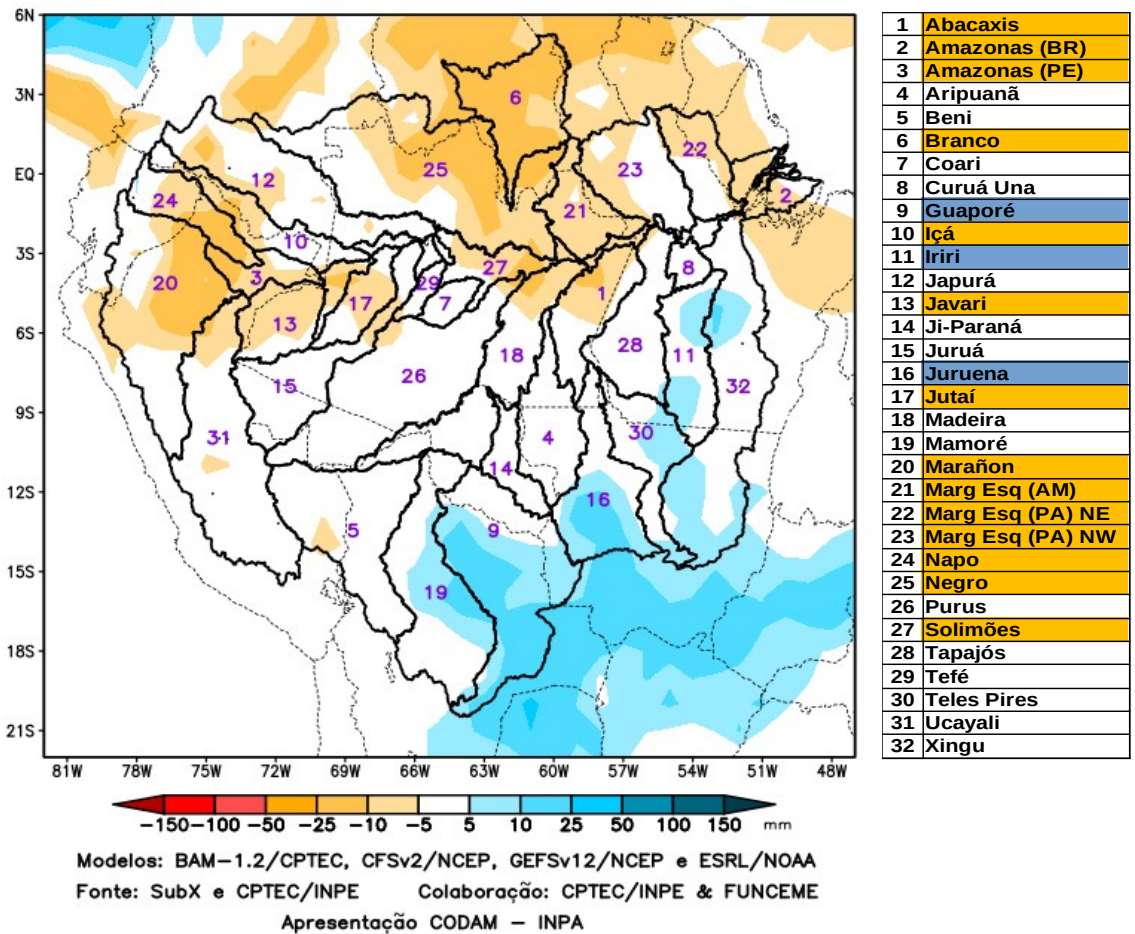 6N
3N
EQ
3S
6S
9S
12S
15S
18S
21S
81W 78W 75W 72W 69W 66W 63W 60W 57W 54W 51W 48W
6
25
12
23
22
24
21
2
10
20
3
27
8
29
17
7
1
13
28
18
11
15
26
32
31
30
4
14
16
5
9
19
−150 −100 −50 −25 −10 −5 5 10 25 50 100 150 mm
Modelos: BAM−1.2/CPTEC, CFSv2/NCEP, GEFSv12/NCEP e ESRL/NOAA
Fonte: SubX e CPTEC/INPE Colaboração: CPTEC/INPE & FUNCEME
Apresentação CODAM − INPA
1 Abacaxis
2 Amazonas (BR)
3 Amazonas (PE)
4 Aripuanã
5 Beni
6 Branco
7 Coari
8 Curuá Una
9 Guaporé
10 Içá
11 Iriri
12 Japurá
13 Javari
14 Ji-Paraná
15 Juruá
16 Juruena
17 Jutaí
18 Madeira
19 Mamoré
20 Marañon
21 Marg Esq (AM)
22 Marg Esq (PA) NE
23 Marg Esq (PA) NW
24 Napo
25 Negro
26 Purus
27 Solimões
28 Tapajós
29 Tefé
30 Teles Pires
31 Ucayali
32 Xingu